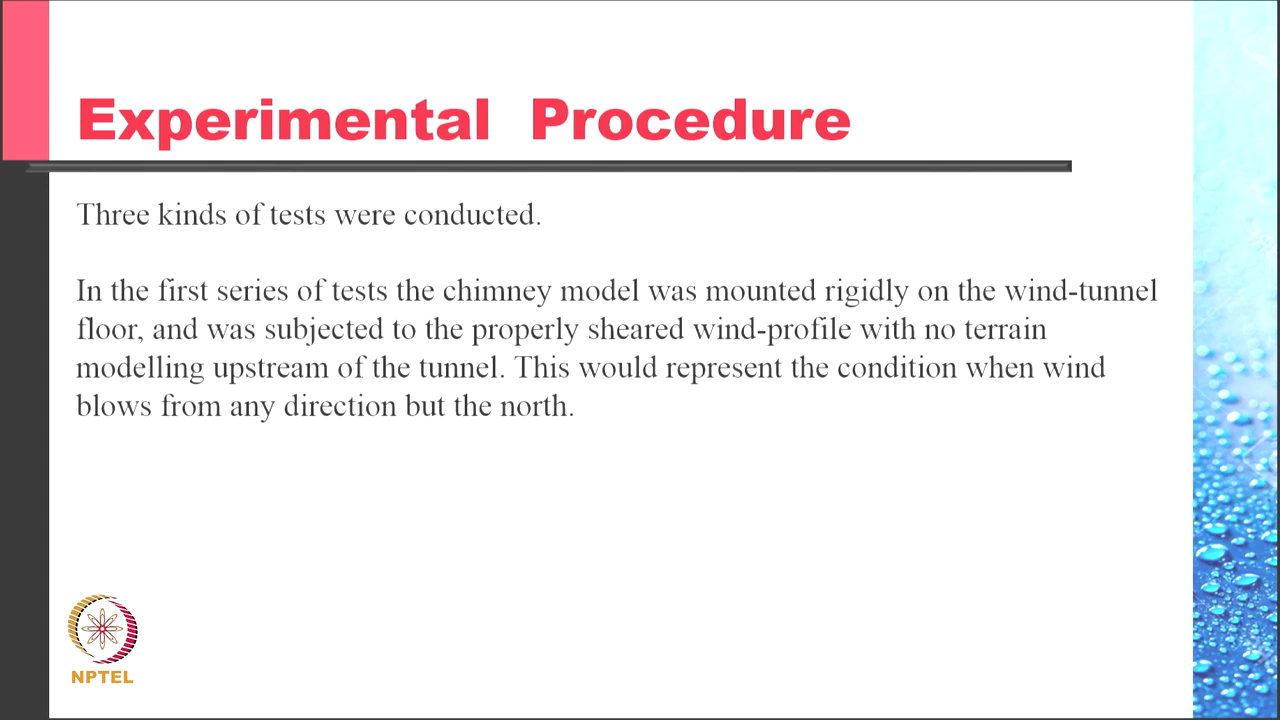 Experimental Procedure
Three kinds of tests were conducted.
In the first series of tests the chimney model was mounted rigidly on the wind-tunnel
floor, and was subjected to the properly sheared wind-profile with no terrain
modelling upstream of the tunnel. This would represent the condition when wind
blows from any direction but the north.
NPTEL